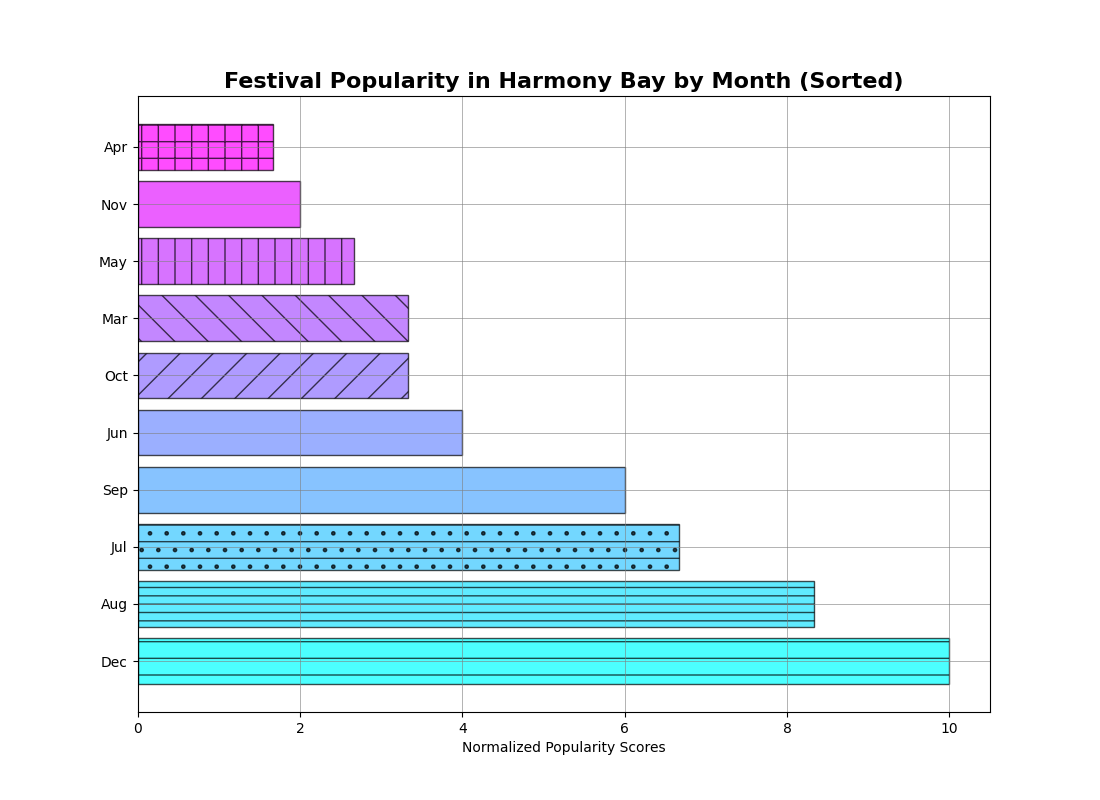 Festival Popularity in Harmony Bay by Month (Sorted)
Apr
Nov
May
Mar
Oct
Jun
Sep
Jul
Aug
Dec
0 2 4 6 8 10
Normalized Popularity Scores